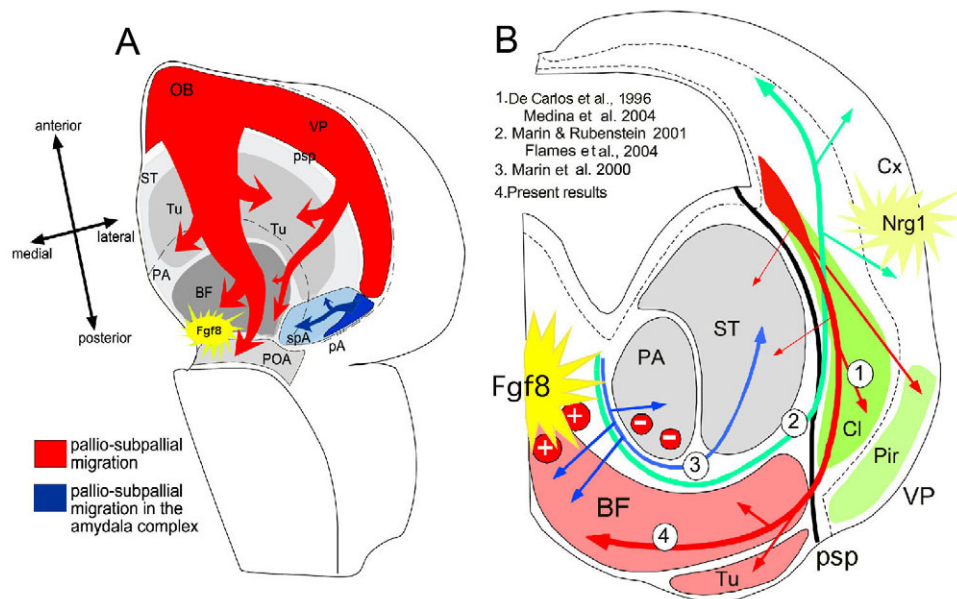 A
OB
VP
anterior
psp
ST
Tu
Tu
lateral
medial
PA
BF
posterior
Fgf8
spA
pA
POA
pallio-subpallial
migration
pallio-subpallial
migration in the
amydala complex
B
1.De Carlos et al., 1996
Medina et al. 2004
2. Marin & Rubenstein 2001
Flames et al., 2004
3. Marin et al. 2000
4.Present results
Cx
Nrg1
ST
PA
Fgf8
1
+
-
-
2
Cl
+
3
Pir
BF
VP
4
psp
Tu